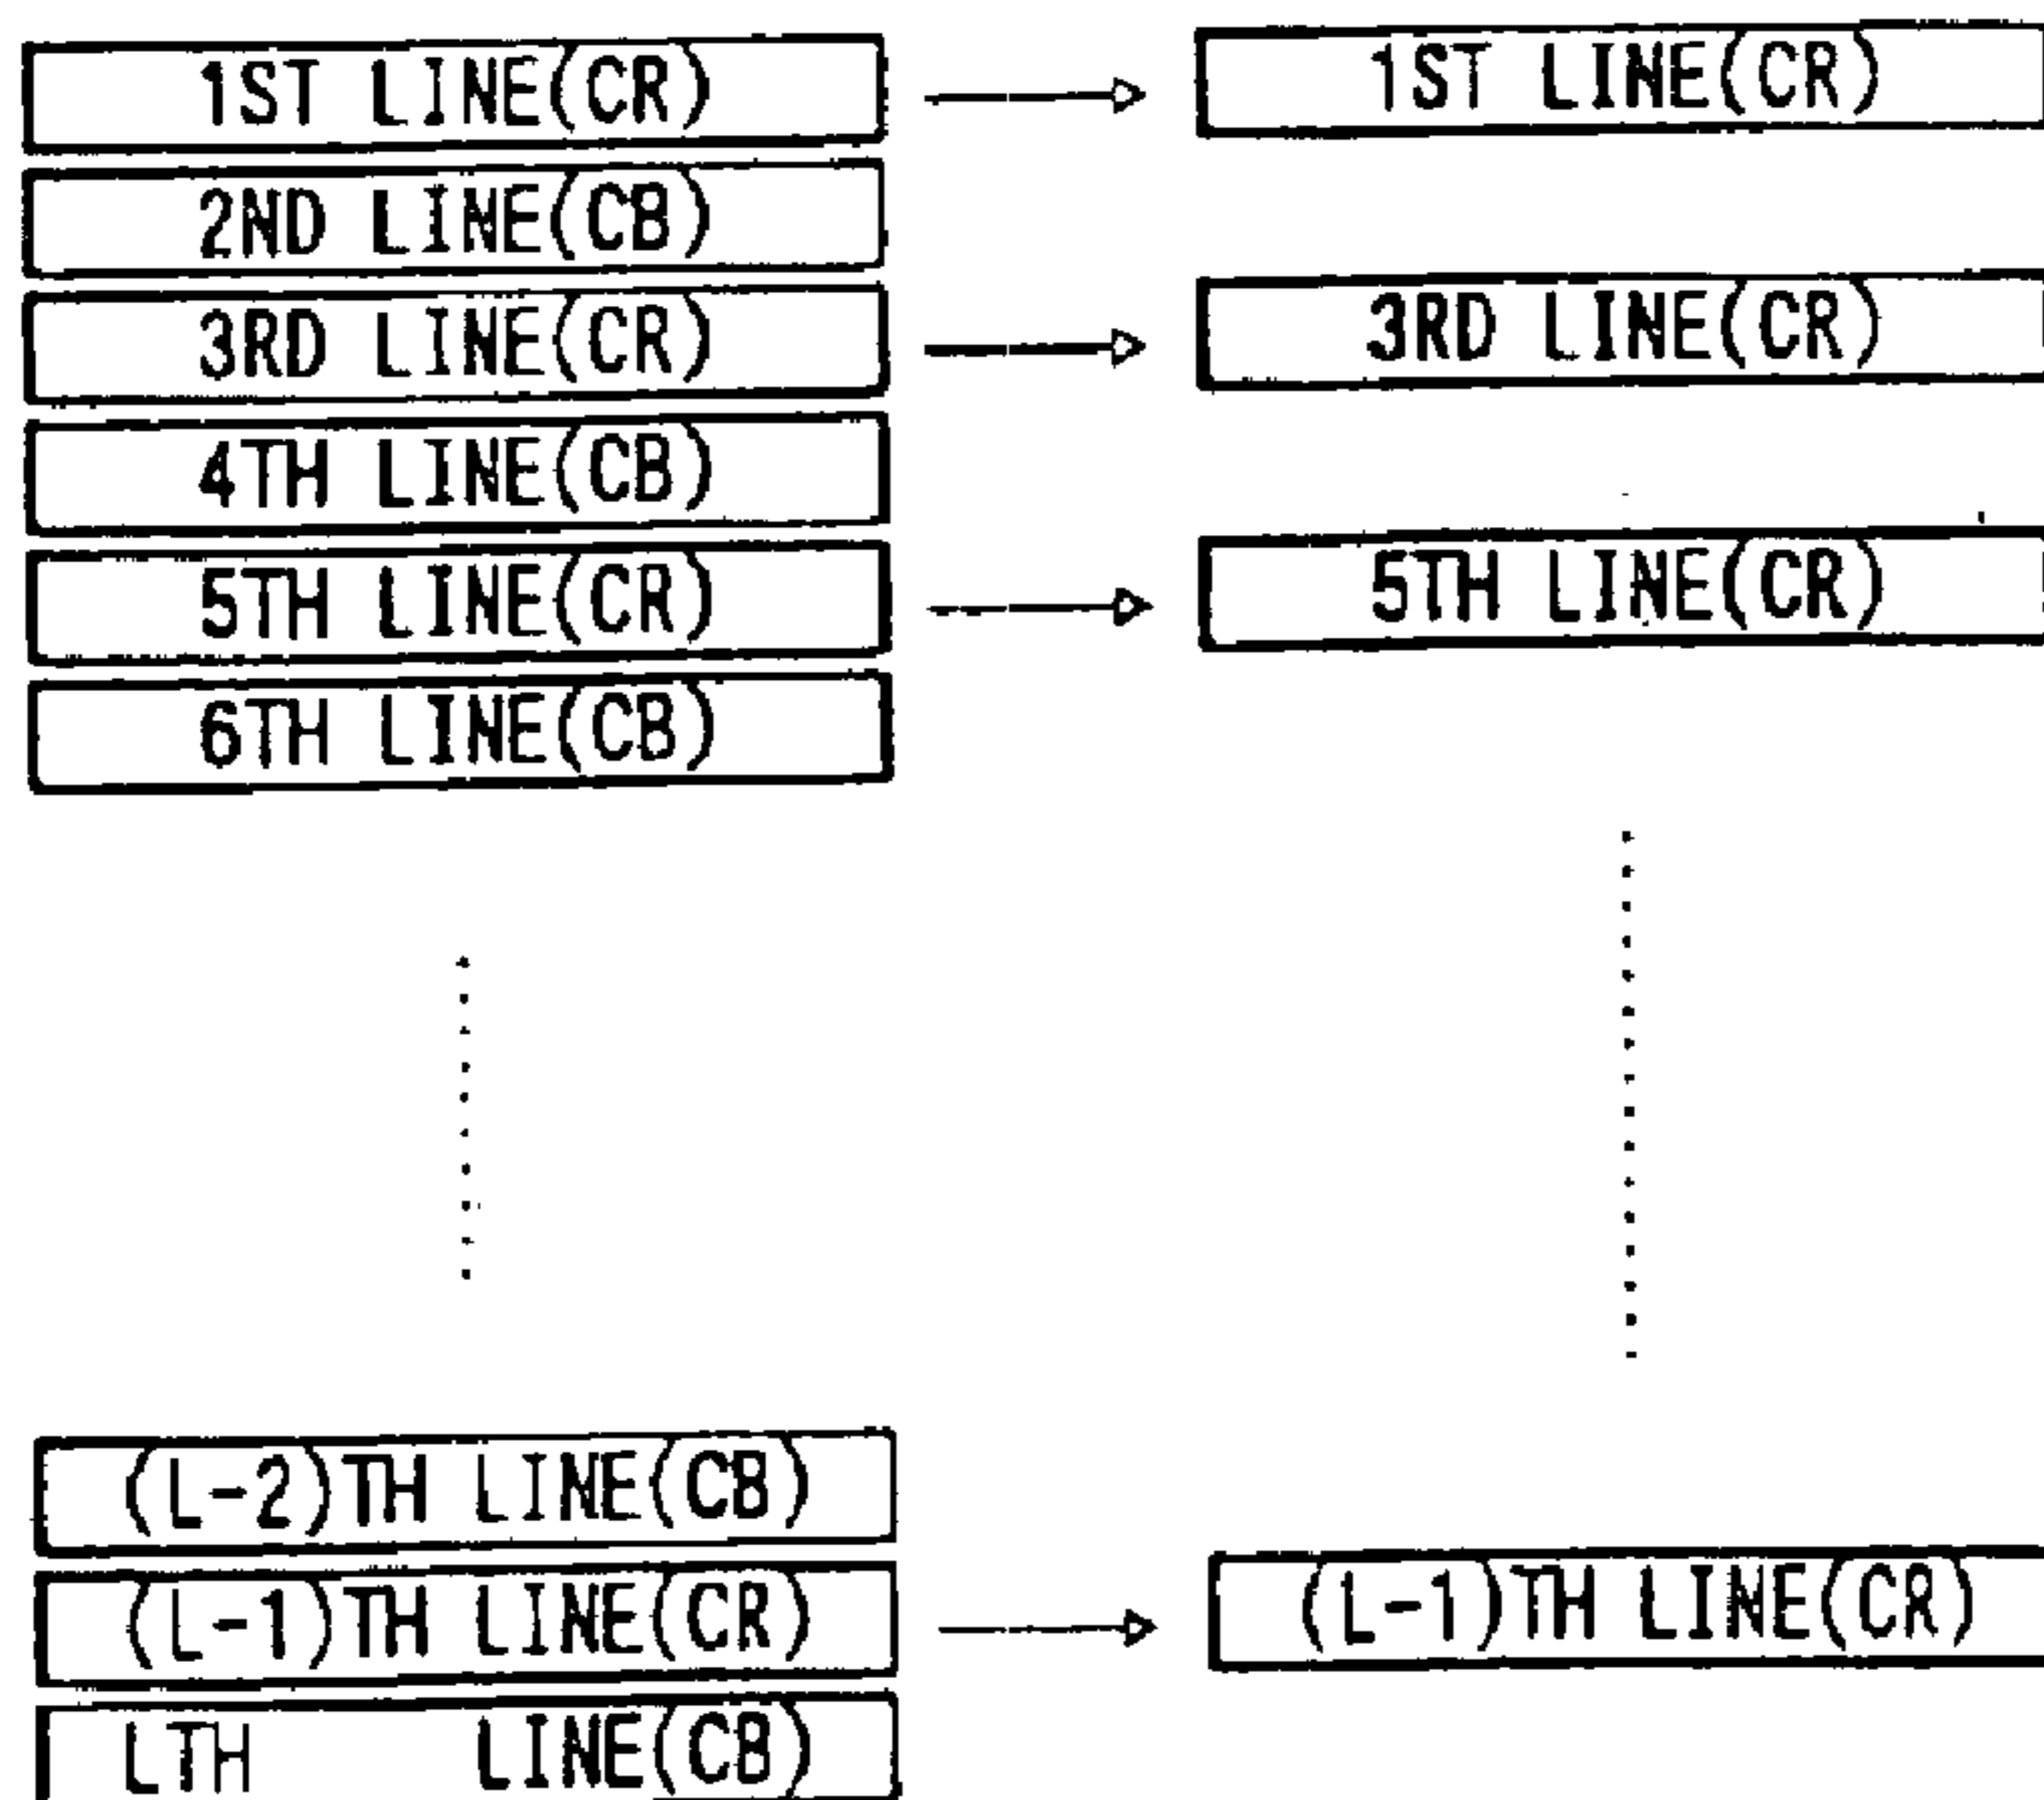 1ST LINE(CR) 1ST LINE(CR)
2ND LINE(CB)
3RD LINE(CR) 3RD LINE(CR)
4TH LINE(CB)
5TH LINE(CR) 5TH LINE(CR)
6TH LINE(CB)
(L-2)TH LINE(CB)
(L-1)TH LINE(CR) (L-1)TH LINE(CR)
LTH LINE(CB)